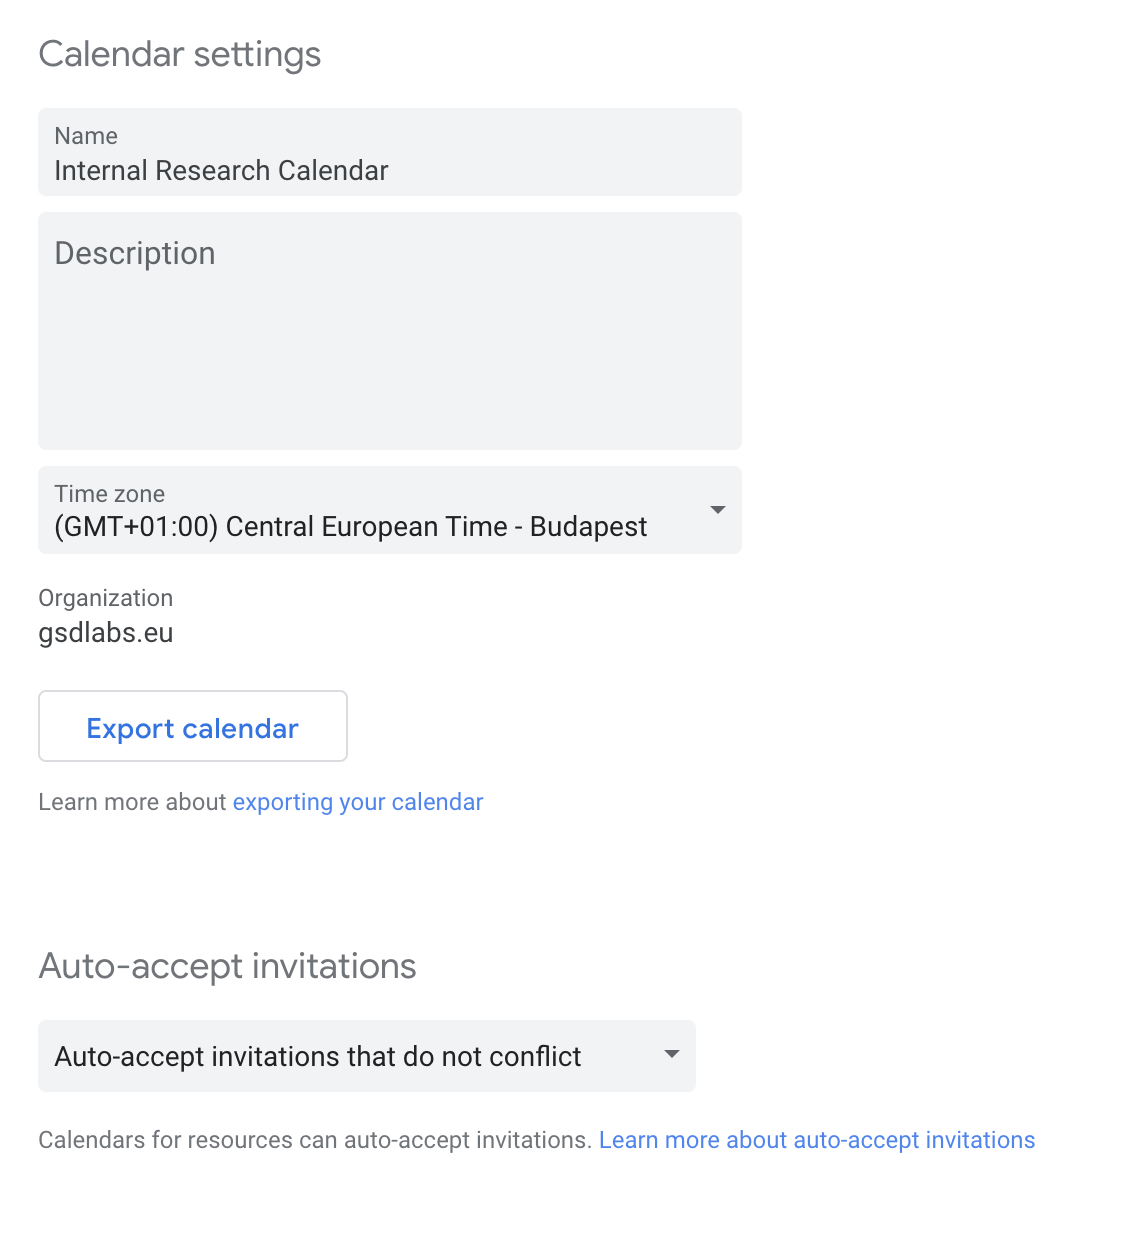 Calendar settings
Name
Internal Research Calendar
Description
Time zone
(GMT+01:00) Central European Time - Budapest
Organization
gsdlabs.eu
Export calendar
Learn more about exporting your calendar
Auto-accept invitations
Auto-accept invitations that do not conflict
Calendars for resources can auto-accept invitations. Learn more about auto-accept invitations